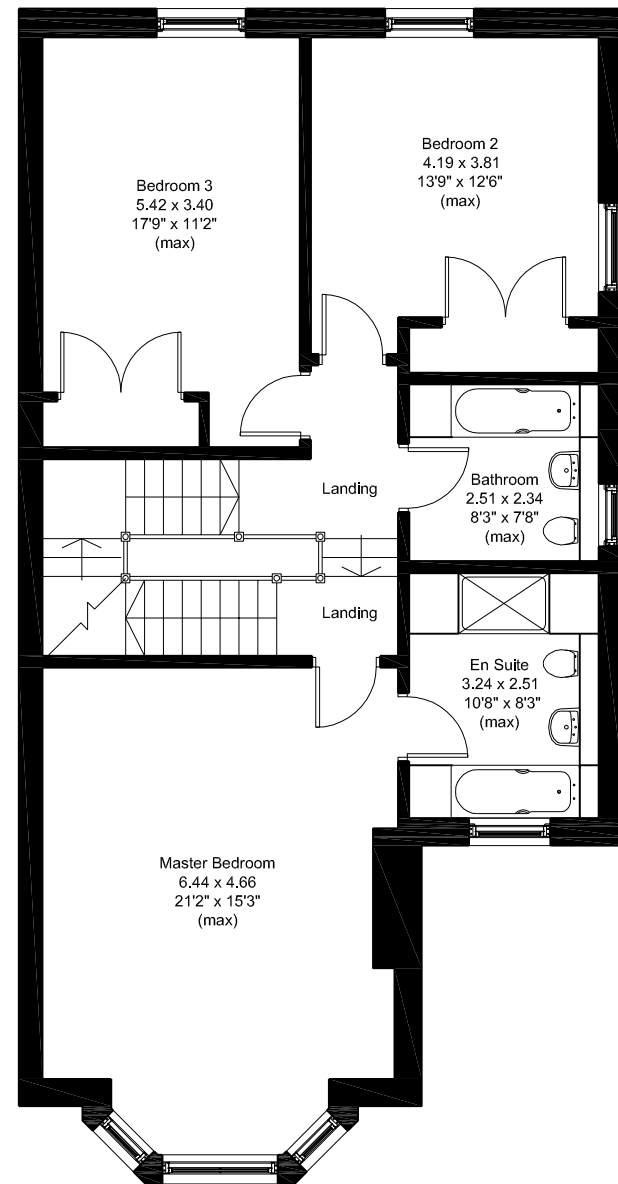 Bedroom 2
4.19 x 3.81
13'9" x 12'6"
(max)
Bedroom 3
5.42 x 3.40
17'9" x 11'2"
(max)
Landing
Bathroom
2.51 x 2.34
8'3" x 7'8"
(max)
Landing
En Suite
3.24 x 2.51
10'8" x 8'3"
(max)
Master Bedroom
6.44 x 4.66
21'2" x 15'3"
(max)